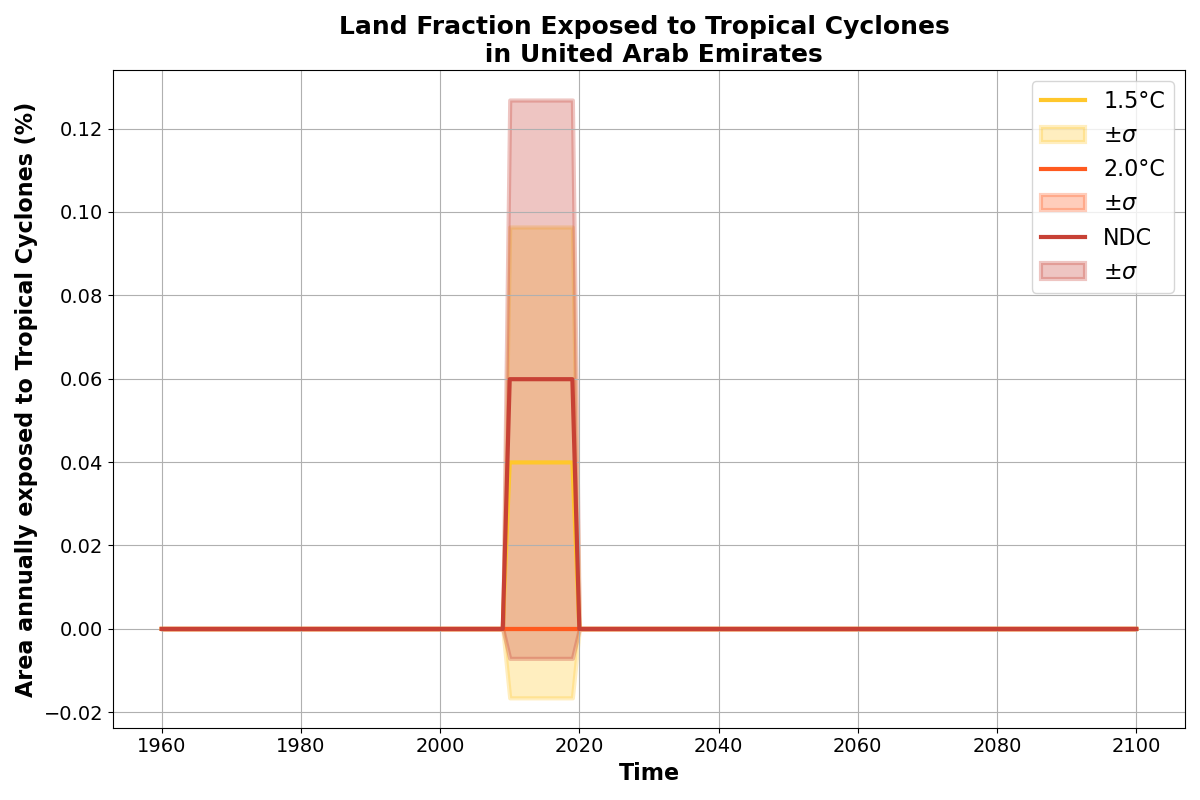 Land Fraction Exposed to Tropical Cyclones
in United Arab Emirates
Area annually exposed to Tropical Cyclones (%)
0.12
0.10
0.08
0.06
0.04
0.02
0.00
−0.02
1960
1980
2000
2020
2040
2060
2080
2100
Time
1.5°C
±σ
2.0°C
±σ
NDC
±σ